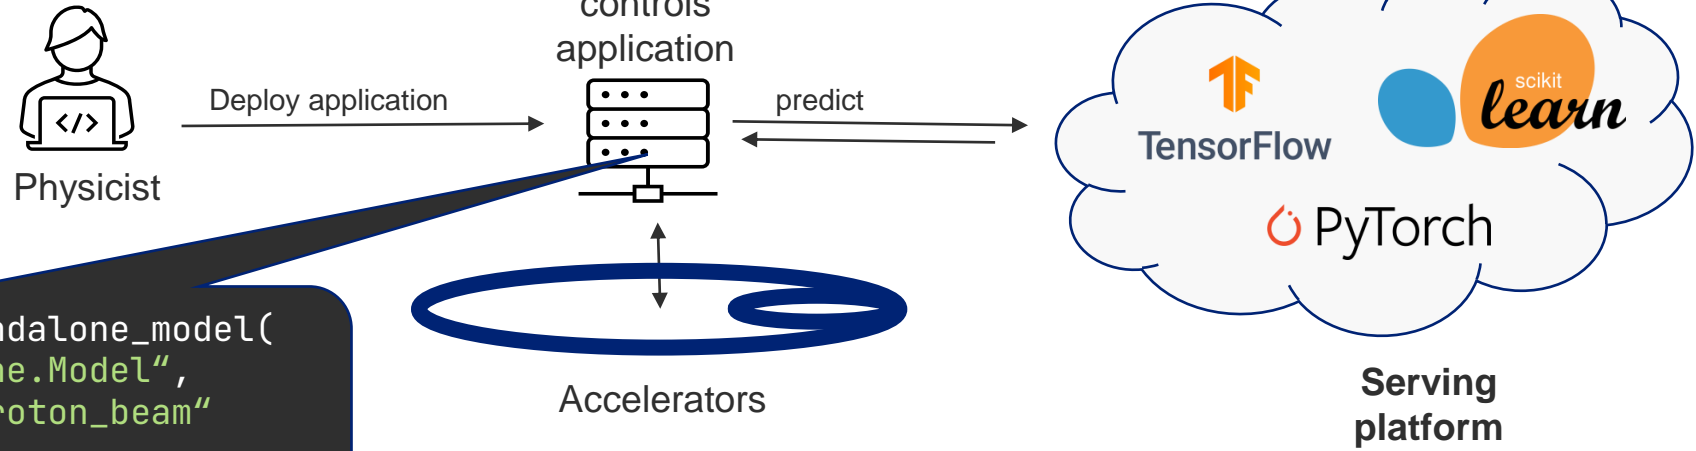 controls
application
Deploy application
predict
</>
Physicist
TensorFlow
scikit
learn
PyTorch
ndalone_model(
ne.Model“,
roton_beam“
Accelerators
Serving
platform